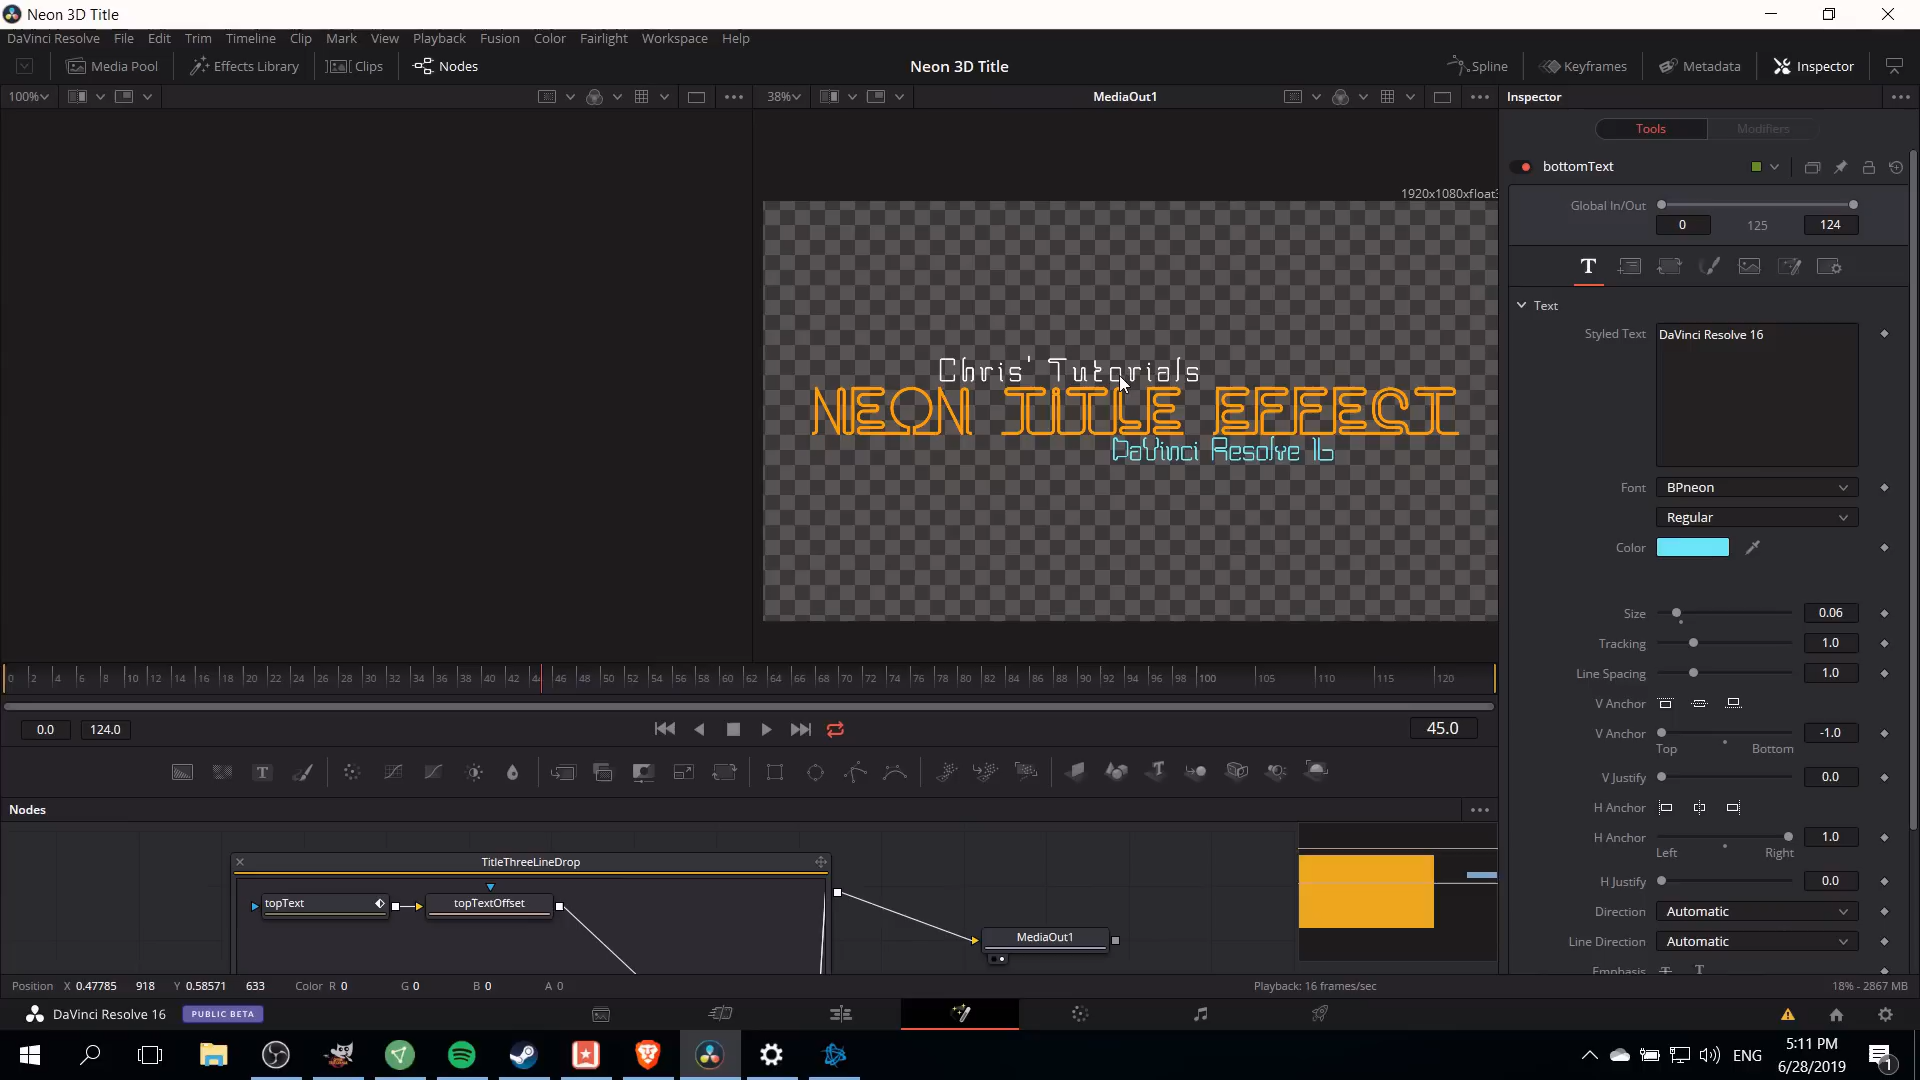 Neon 3D Title
DaVinci Resolve File Edit Trim Timeline Clip Mark View Playback Fusion Color Fairlight Workspace Help
Media Pool Effects Library Clips Nodes Neon 3D Title Spline Keyframes Metadata Inspector
100% 38% MediaOut1 Inspector
Tools Modifiers
bottomText
1920x1080xfloat3
Global In/Out
0 125 124
Text
Styled Text DaVinci Resolve 16
Chris' Tutorials
NEON TITLE EFFECT
DaVinci Resolve 16
Font BPneon
Regular
Color
Size 0.06
Tracking 1.0
Line Spacing 1.0
V Anchor
V Anchor -1.0
Top Bottom
V Justify 0.0
H Anchor
H Anchor 1.0
Left Right
H Justify 0.0
Direction Automatic
Line Direction Automatic
Emphasis
0 2 4 6 8 10 12 14 16 18 20 22 24 26 28 30 32 34 36 38 40 42 44 46 48 50 52 54 56 58 60 62 64 66 68 70 72 74 76 78 80 82 84 86 88 90 92 94 96 98 100 105 110 115 120
0.0 124.0 45.0
Nodes
TitleThreeLineDrop
topText topTextOffset
MediaOut1
Position X 0.47785 918 Y 0.58571 633 Color R 0 G 0 B 0 A 0 Playback: 16 frames/sec 18% - 2867 MB
DaVinci Resolve 16 PUBLIC BETA
ENG 5:11 PM
6/28/2019
1